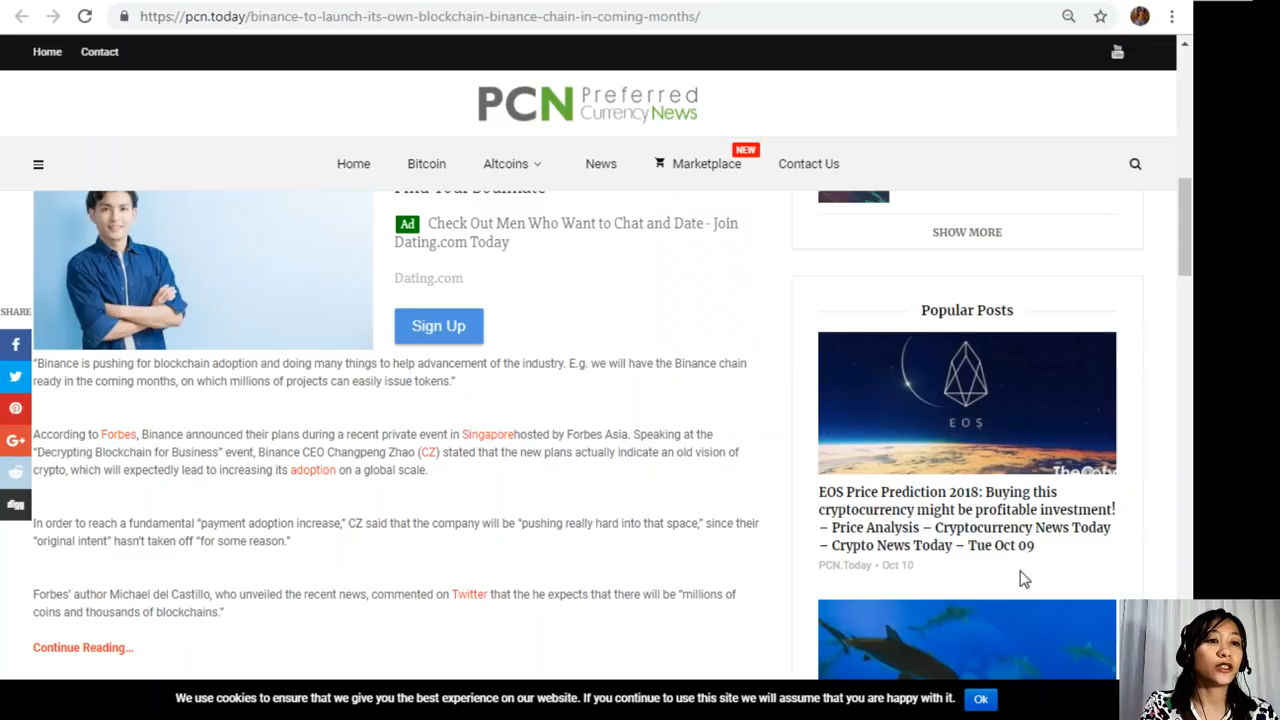 https://pcn.today/binance-to-launch-its-own-blockchain-binance-chain-in-coming-months/
Home Contact
You Tube
PCN Preferred Currency News
NEW
Home Bitcoin Altcoins News Marketplace Contact Us
Find Your Soulmate
Ad Check Out Men Who Want to Chat and Date - Join
Dating.com Today
Dating.com
Sign Up
SHARE
f
G+
digg
“Binance is pushing for blockchain adoption and doing many things to help advancement of the industry. E.g. we will have the Binance chain
ready in the coming months, on which millions of projects can easily issue tokens.”
According to Forbes, Binance announced their plans during a recent private event in Singaporehosted by Forbes Asia. Speaking at the
“Decrypting Blockchain for Business” event, Binance CEO Changpeng Zhao (CZ) stated that the new plans actually indicate an old vision of
crypto, which will expectedly lead to increasing its adoption on a global scale.
In order to reach a fundamental “payment adoption increase,” CZ said that the company will be “pushing really hard into that space,” since their
“original intent” hasn't taken off “for some reason.”
Forbes’ author Michael del Castillo, who unveiled the recent news, commented on Twitter that the he expects that there will be “millions of
coins and thousands of blockchains.”
Continue Reading...
SHOW MORE
Popular Posts
EOS
EOS Price Prediction 2018: Buying this
cryptocurrency might be profitable investment!
– Price Analysis – Cryptocurrency News Today
– Crypto News Today – Tue Oct 09
PCN.Today • Oct 10
We use cookies to ensure that we give you the best experience on our website. If you continue to use this site we will assume that you are happy with it. Ok